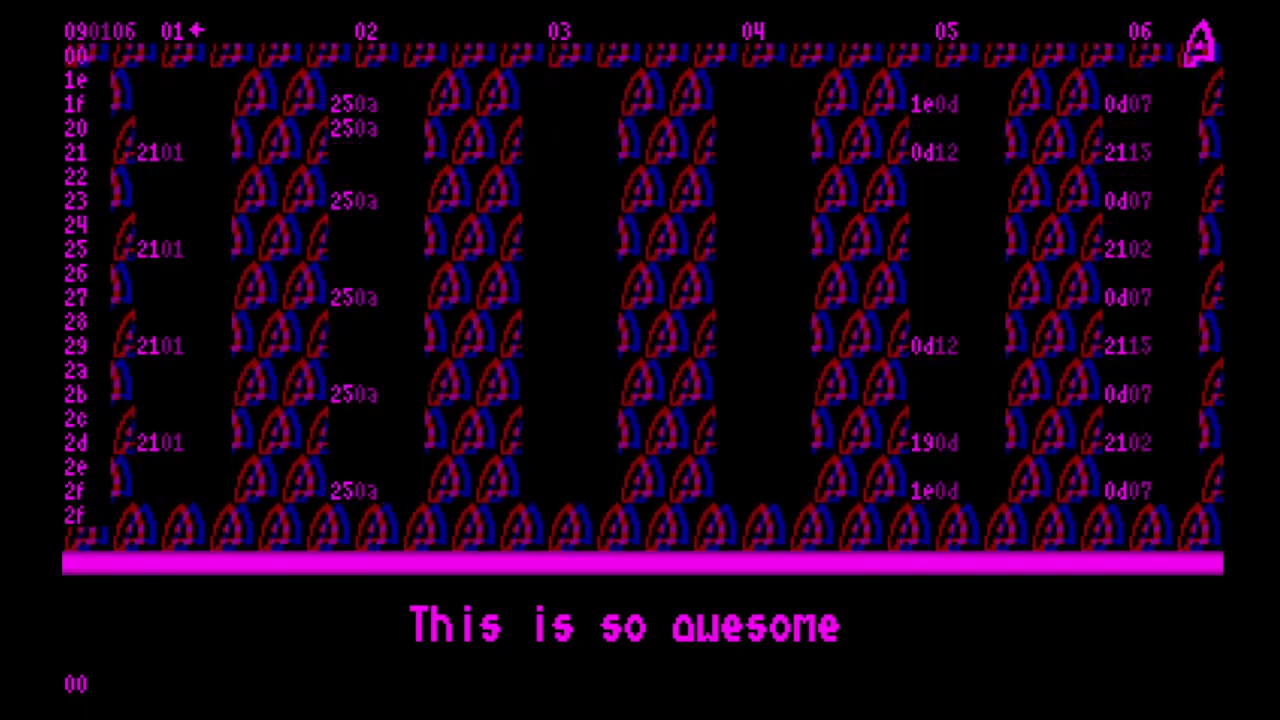 090106 01← 02 03 04 05 06 A
00
1e
1f 250a 1e0d 0d07
20 250a
21 2101 0d12 2115
22
23 250a 0d07
24
25 2101 2102
26
27 250a 0d07
28
29 2101 0d12 2115
2a
2b 250a 0d07
2c
2d 2101 190d 2102
2e
2f 250a 1e0d 0d07
2f
This is so awesome
00